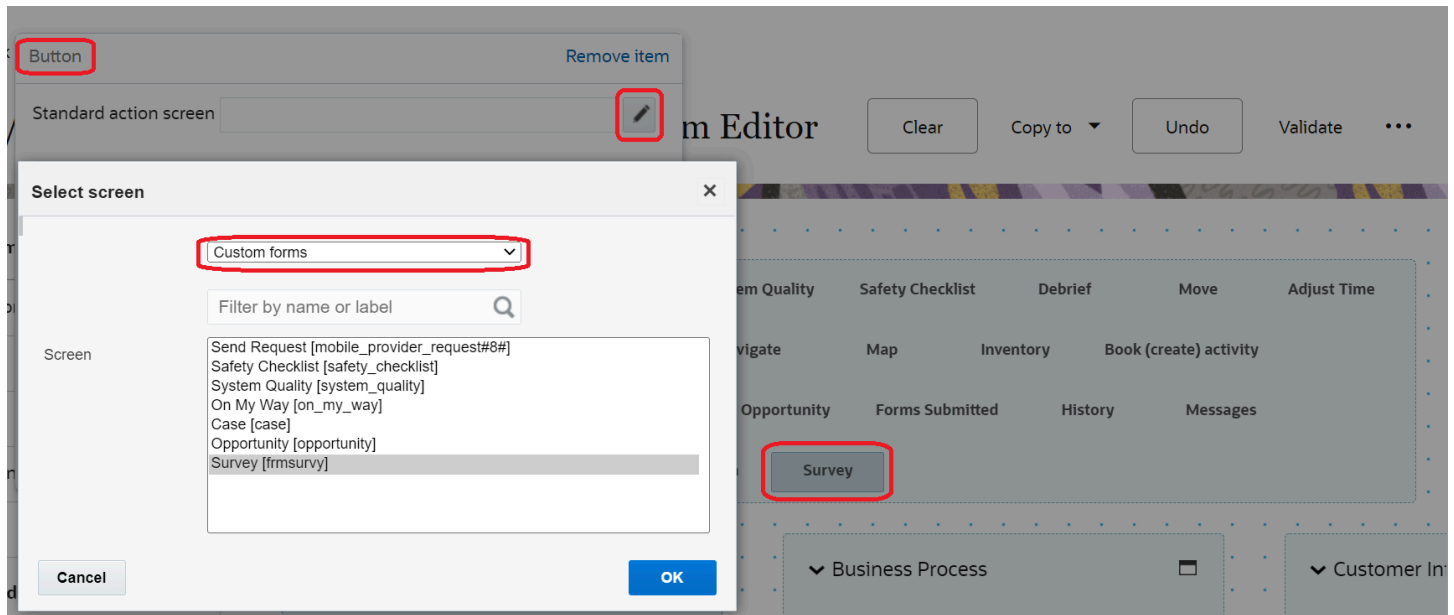 Button
Remove item
Standard action screen
m Editor
Clear
Copy to
Undo
Validate
Select screen
Custom forms
Filter by name or label
Screen
Send Request [mobile_provider_request#8#]
Safety Checklist [safety_checklist]
System Quality [system_quality]
On My Way [on_my_way]
Case [case]
Opportunity [opportunity]
Survey [frmsurvy]
Cancel
OK
em Quality Safety Checklist Debrief Move Adjust Time
vigate Map Inventory Book (create) activity
Opportunity Forms Submitted History Messages
Survey
Business Process
Customer In